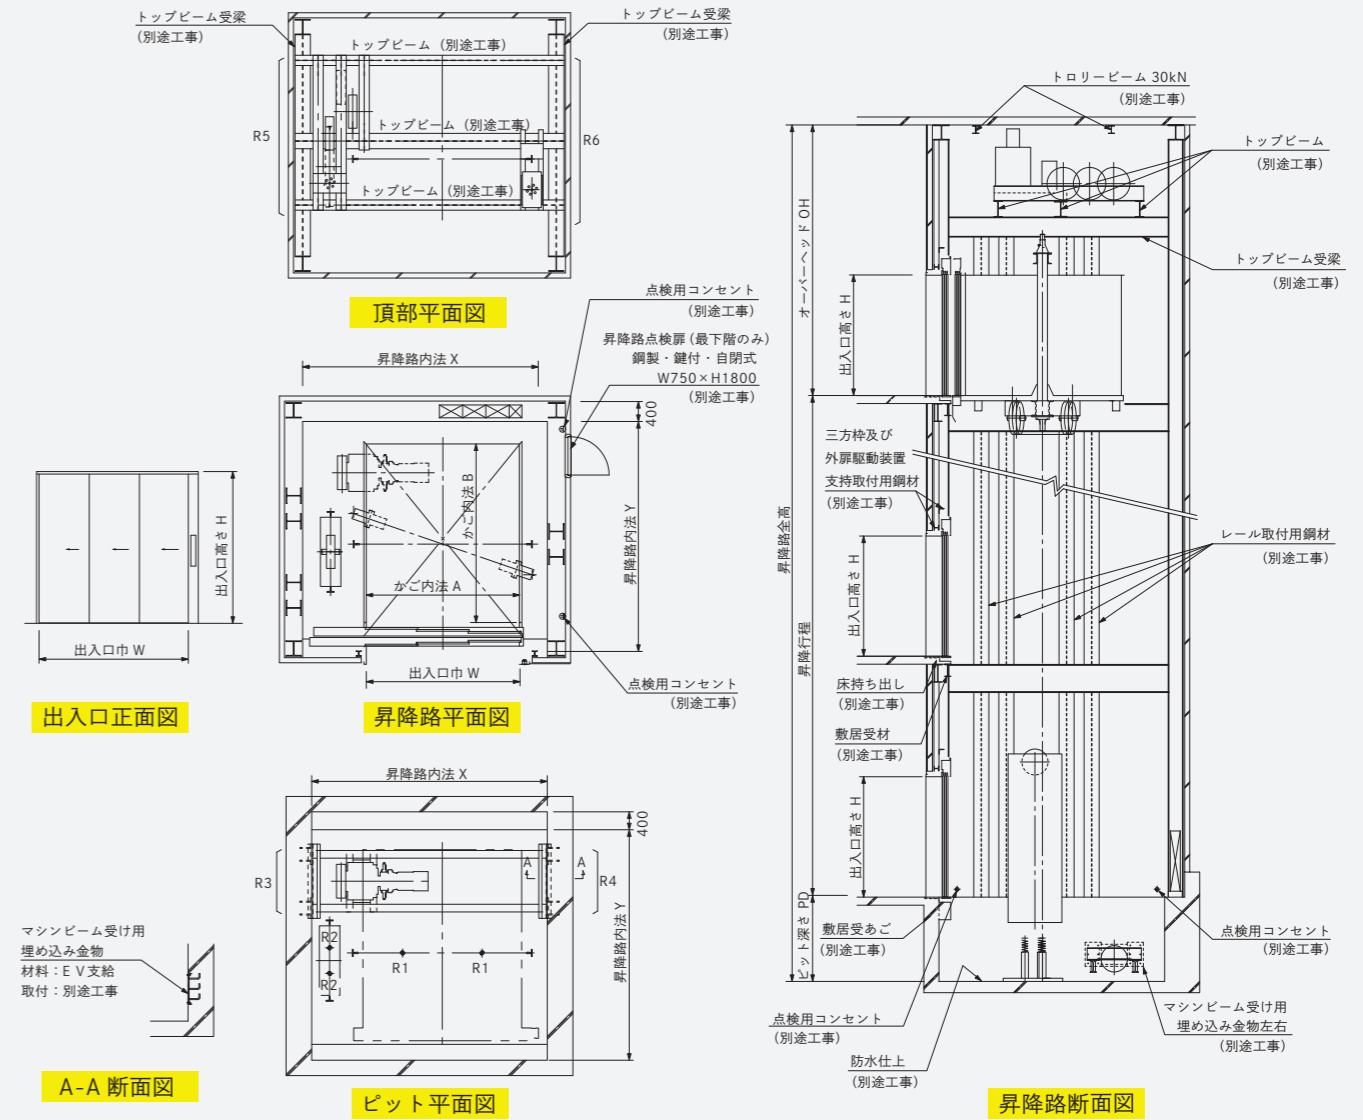 トップビーム受梁
(別途工事)
トップビーム受梁
(別途工事)
トップビーム (別途工事)
R5
トップビーム (別途工事)
R6
トップビーム (別途工事)
頂部平面図
点検用コンセント
(別途工事)
昇降路点検扉 (最下階のみ)
鋼製・鍵付・自閉式
W750×H1800
(別途工事)
昇降路内法 X
400
かご内法 B
昇降路内法 Y
かご内法 A
出入口巾 W
点検用コンセント
(別途工事)
昇降路平面図
出入口高さ H
出入口巾 W
出入口正面図
昇降路内法 X
400
R3
A
A
R4
R2
R2
R1
R1
昇降路内法 Y
ピット平面図
マシンビーム受け用
埋め込み金物
材料：ＥＶ支給
取付：別途工事
A-A 断面図
トロリービーム 30kN
(別途工事)
トップビーム
(別途工事)
トップビーム受梁
(別途工事)
オーバーヘッド OH
出入口高さ H
三方枠及び
外扉駆動装置
支持取付用鋼材
(別途工事)
昇降路全高
レール取付用鋼材
(別途工事)
出入口高さ H
昇降行程
床持ち出し
(別途工事)
敷居受材
(別途工事)
出入口高さ H
ピット深さ PD
敷居受あご
(別途工事)
点検用コンセント
(別途工事)
点検用コンセント
(別途工事)
マシンビーム受け用
埋め込み金物左右
(別途工事)
防水仕上
(別途工事)
昇降路断面図